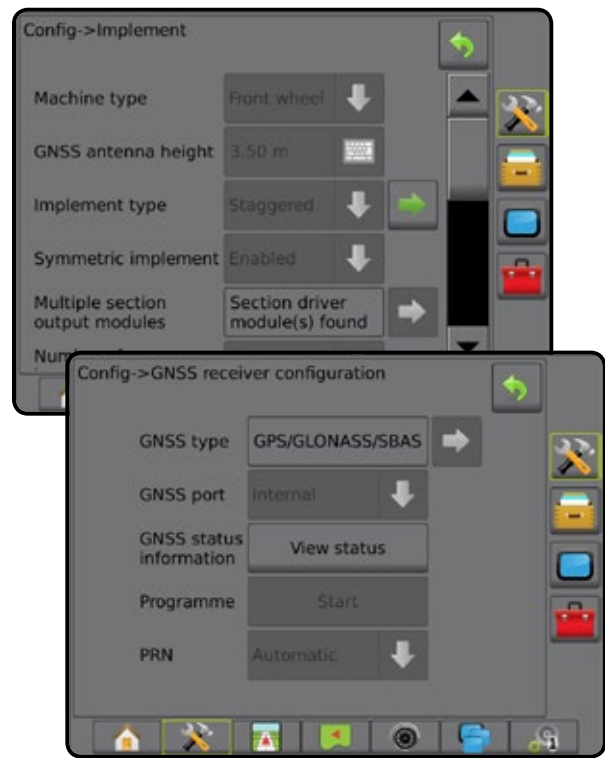 Config->Implement
Machine type Front wheel
GNSS antenna height 3.50 m
Implement type Staggered
Symmetric implement Enabled
Multiple section
output modules
Section driver
module(s) found
Config->GNSS receiver configuration
GNSS type GPS/GLONASS/SBAS
GNSS port Internal
GNSS status
information
View status
Programme Start
PRN Automatic